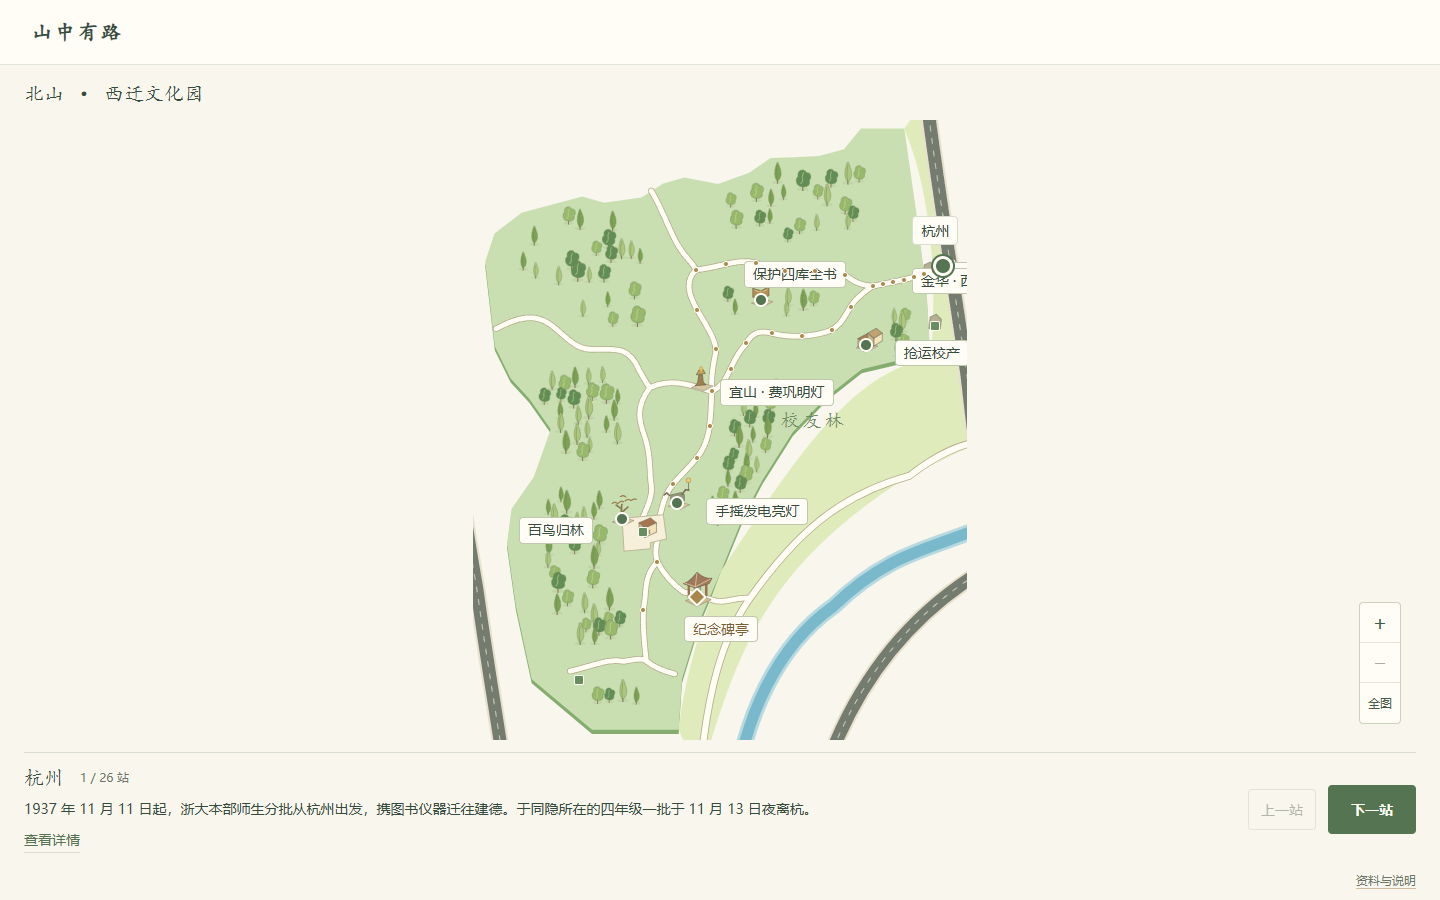 山中有路
北山 • 西迁文化园
杭州
保护四库全书
金华 · 西
抢运校产
宜山 · 费巩明灯
校友林
手摇发电亮灯
百鸟归林
纪念碑亭
+
−
全图
杭州 1 / 26 站
1937 年 11 月 11 日起，浙大本部师生分批从杭州出发，携图书仪器迁往建德。于同隐所在的四年级一批于 11 月 13 日夜离杭。
查看详情
上一站
下一站
资料与说明